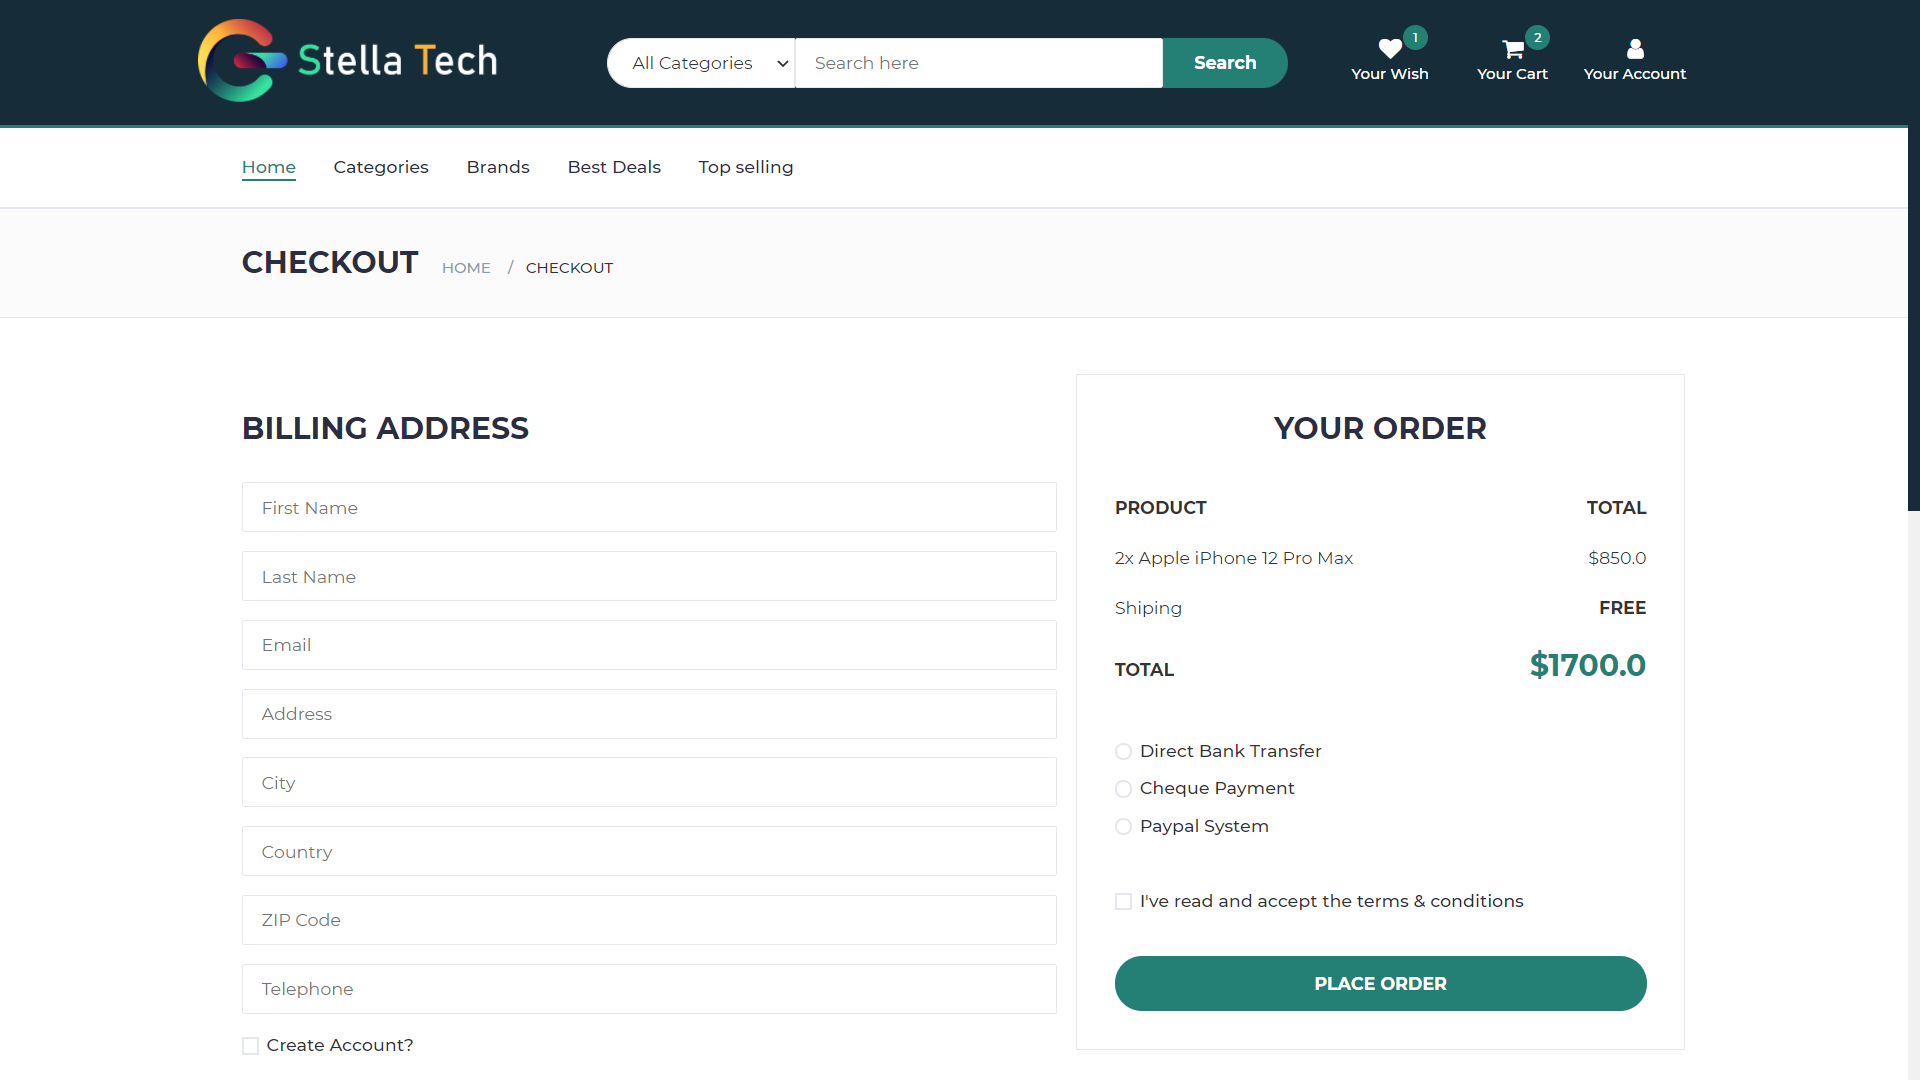 Stella Tech
All Categories
Search here
Search
1
Your Wish
2
Your Cart
Your Account
Home
Categories
Brands
Best Deals
Top selling
CHECKOUT
HOME / CHECKOUT
BILLING ADDRESS
First Name
Last Name
Email
Address
City
Country
ZIP Code
Telephone
Create Account?
YOUR ORDER
PRODUCT TOTAL
2x Apple iPhone 12 Pro Max $850.0
Shiping FREE
TOTAL $1700.0
Direct Bank Transfer
Cheque Payment
Paypal System
I've read and accept the terms & conditions
PLACE ORDER